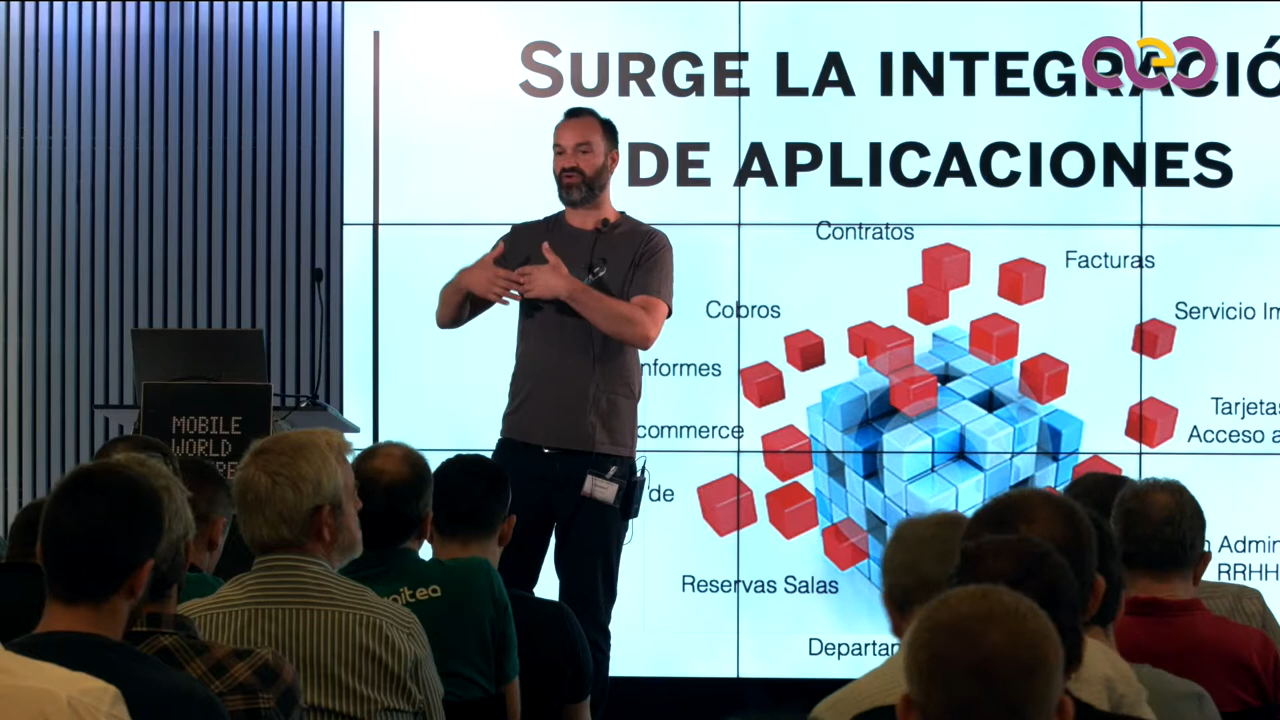 SURGE LA INTEGRACIÓ
DE APLICACIONES
Contratos
Facturas
Cobros
Servicio Im
nformes
Tarjetas
Acceso a
commerce
de
n Admin
RRHH
Reservas Salas
Departan
MOBILE
WORLD
aeo